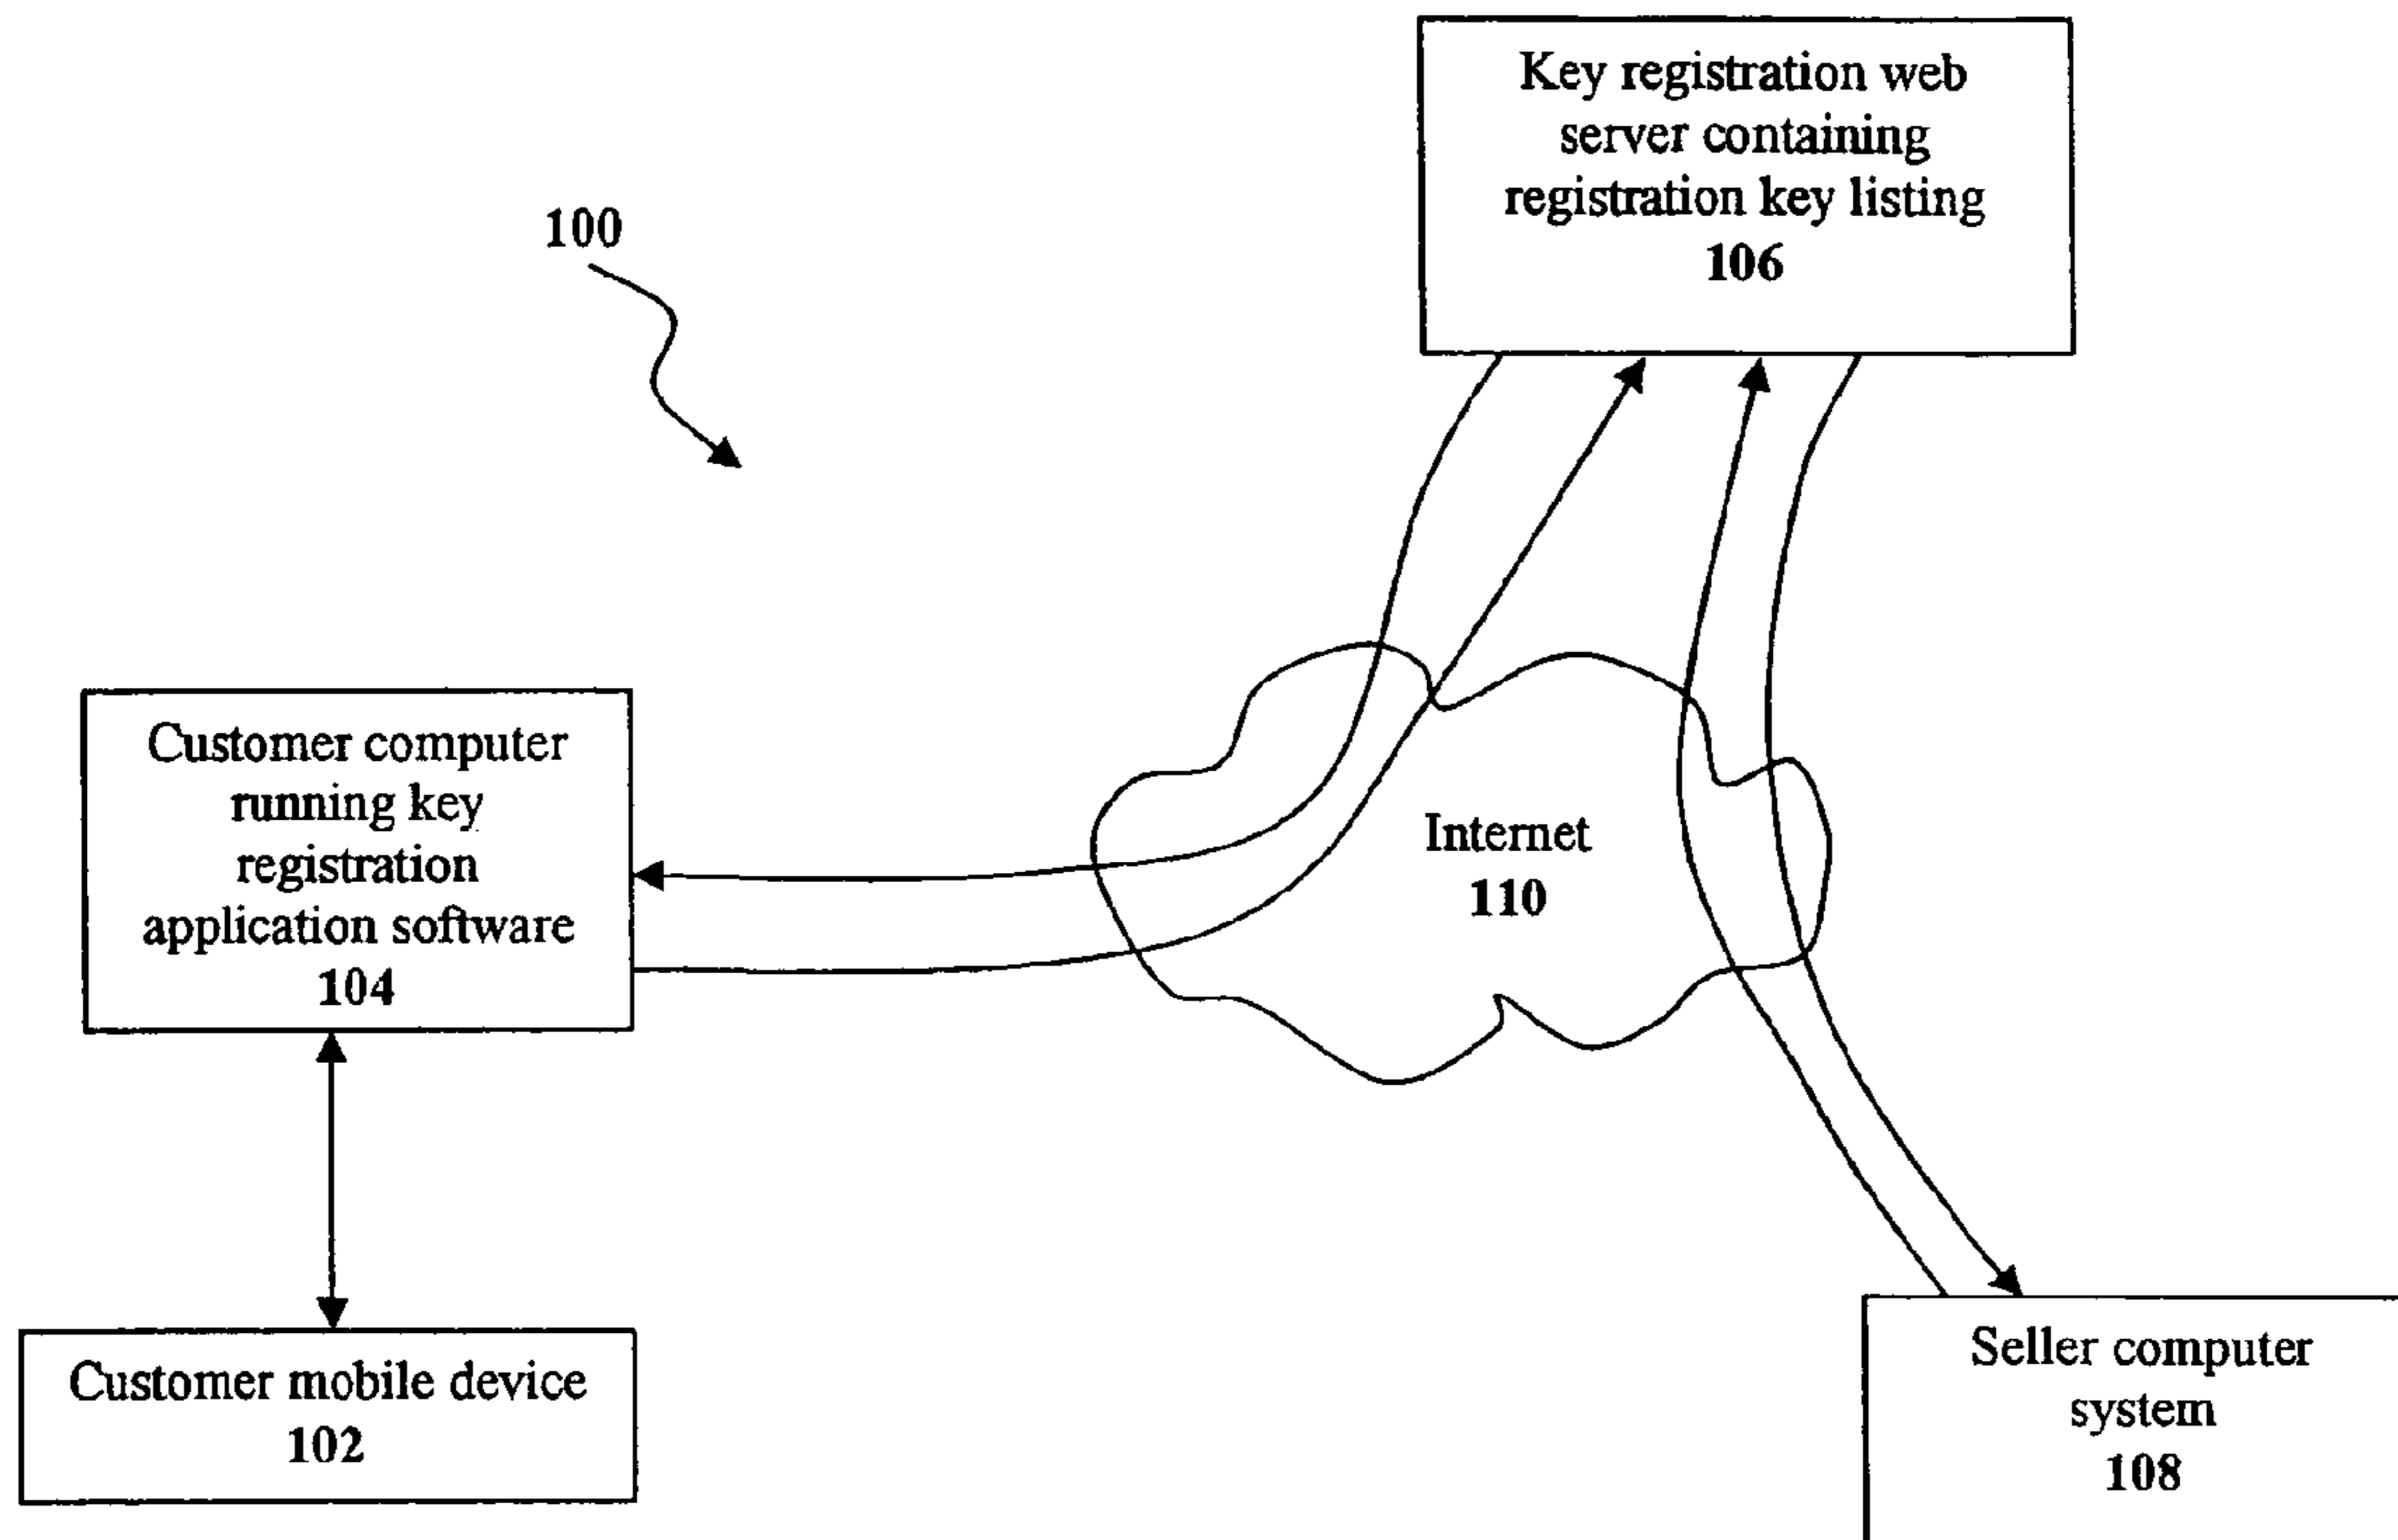 Key registration web
server containing
registration key listing
106
100
Customer computer
running key
registration
application software
104
Internet
110
Customer mobile device
102
Seller computer
system
108